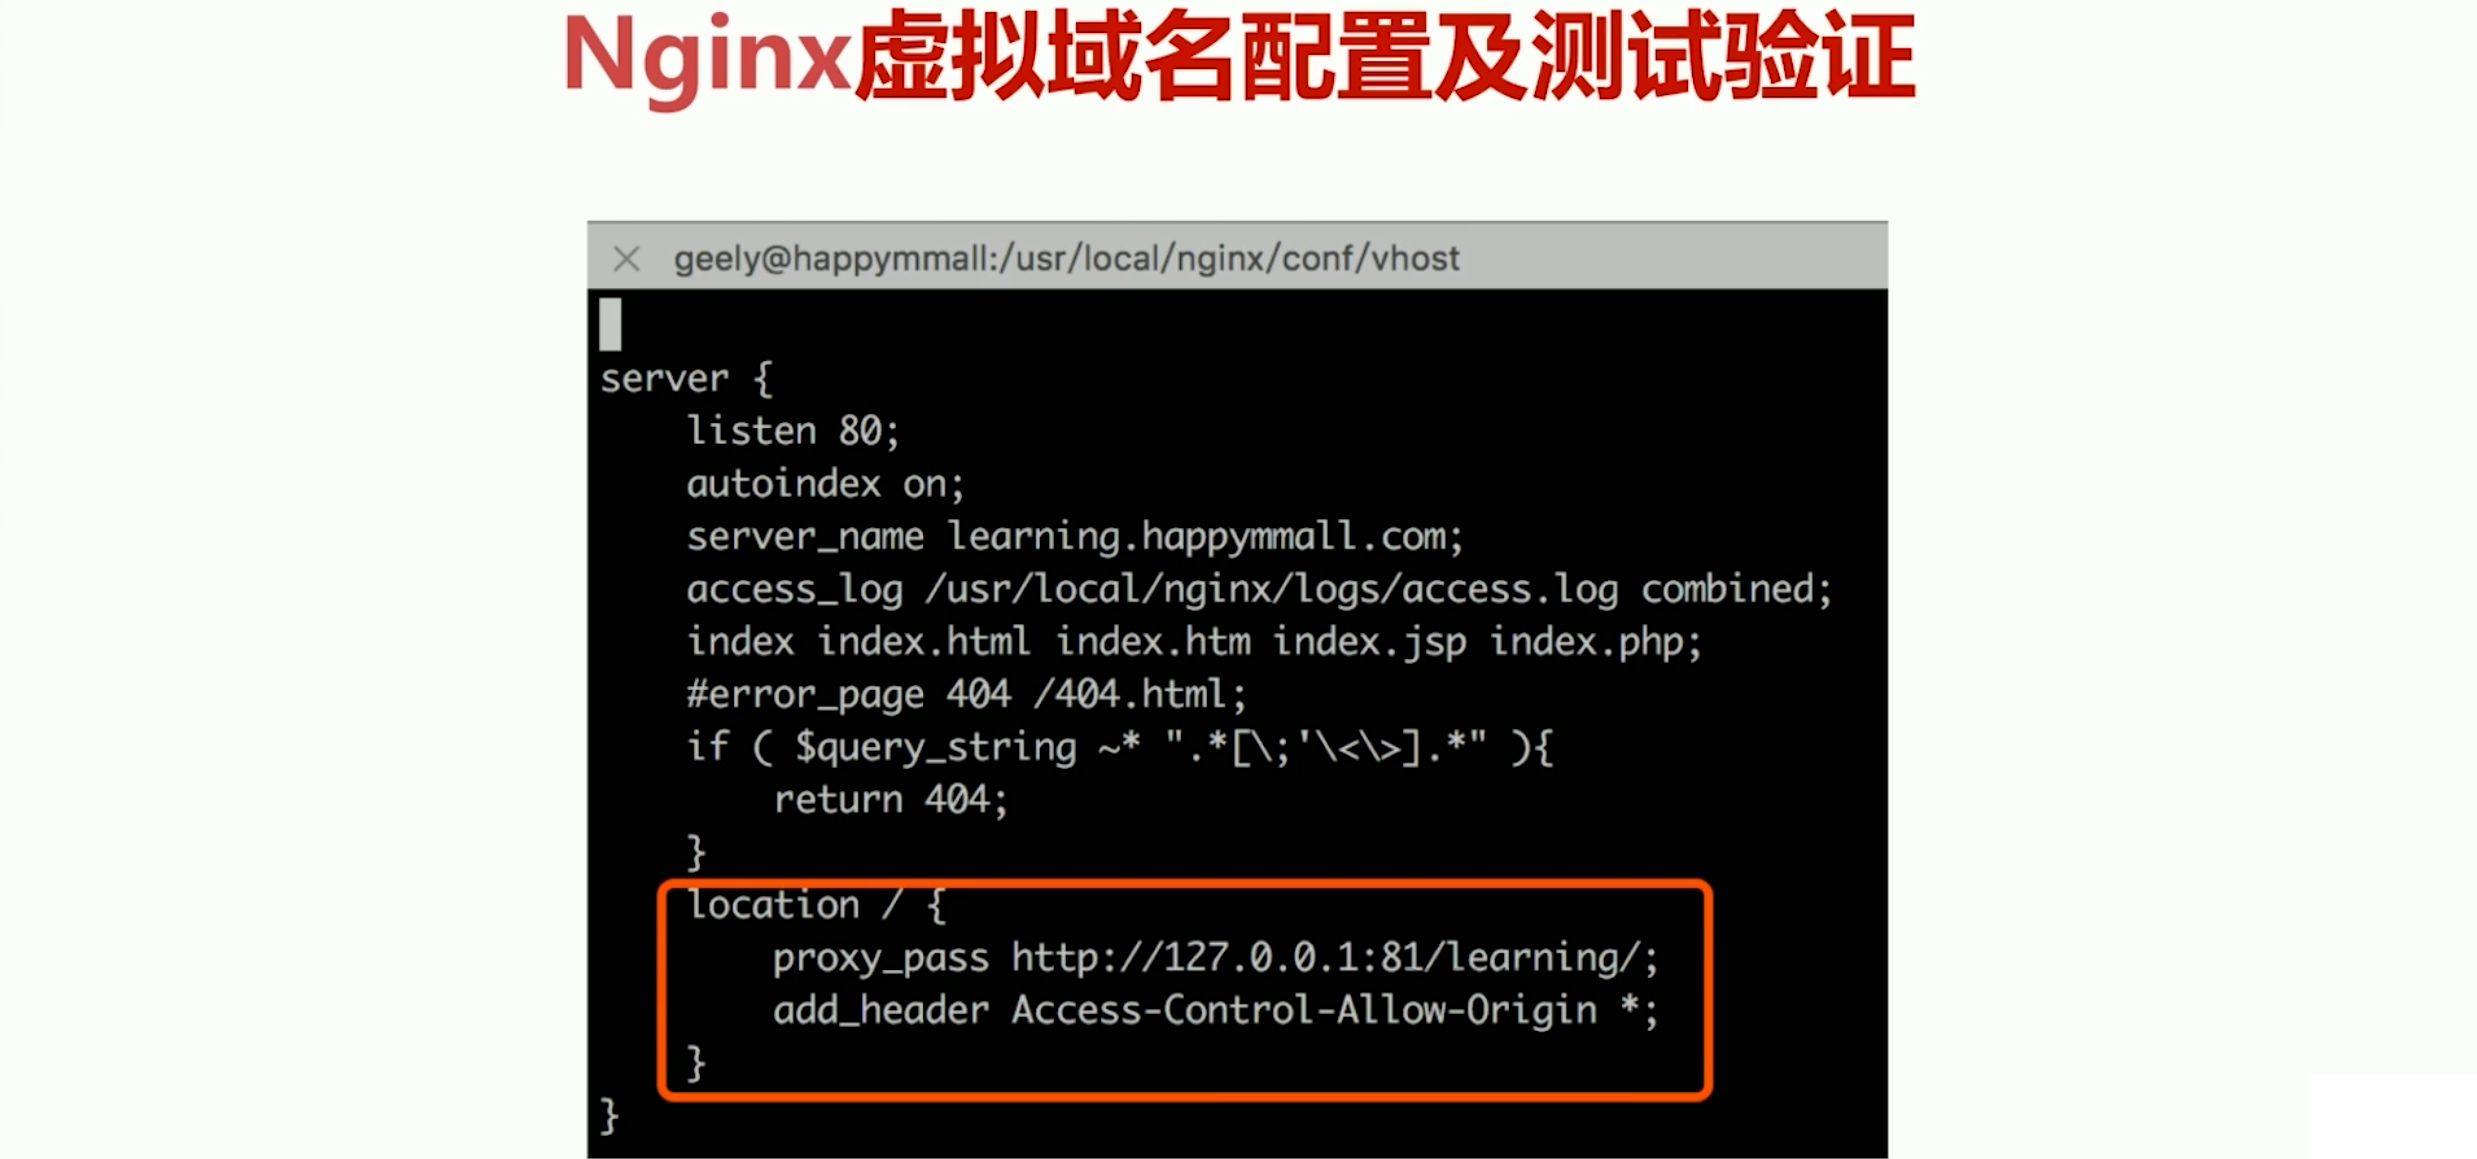 Nginx虚拟域名配置及测试验证
geely@happymmall:/usr/local/nginx/conf/vhost
server {
    listen 80;
    autoindex on;
    server_name learning.happymmall.com;
    access_log /usr/local/nginx/logs/access.log combined;
    index index.html index.htm index.jsp index.php;
    #error_page 404 /404.html;
    if ( $query_string ~* ".*[\;'\<\>].*" ){
        return 404;
    }
    location / {
        proxy_pass http://127.0.0.1:81/learning/;
        add_header Access-Control-Allow-Origin *;
    }
}